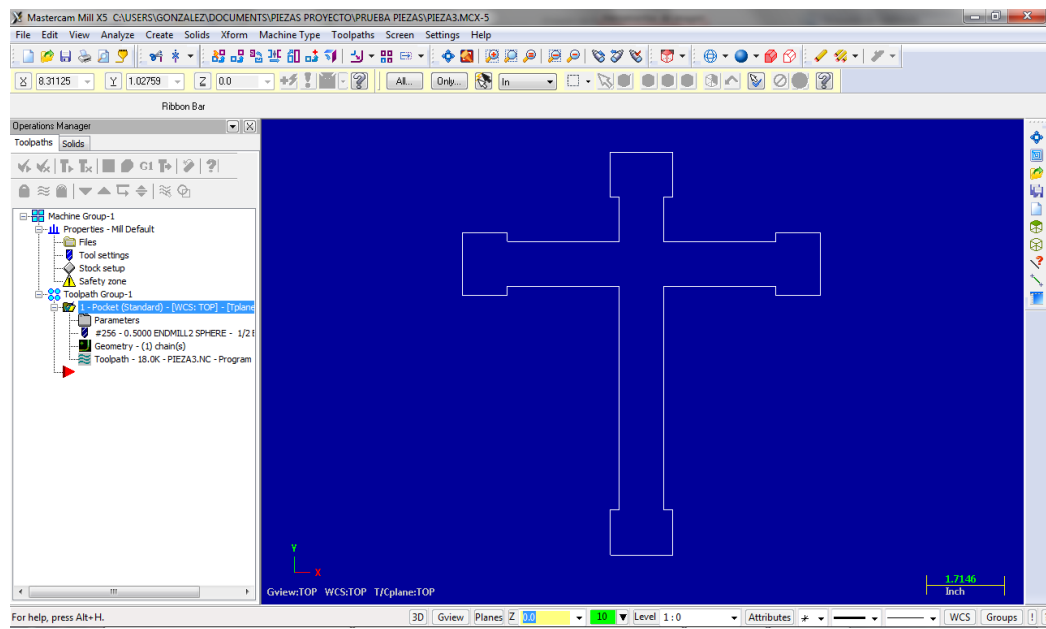 Mastercam Mill X5 C:\USERS\GONZALEZ\DOCUMENTS\PIEZAS PROYECTO\PRUEBA PIEZAS\PIEZA3.MCX-5
File Edit View Analyze Create Solids Xform Machine Type Toolpaths Screen Settings Help
X 8.31125 Y 1.02759 Z 0.0 All... Only... In
Ribbon Bar
Operations Manager
Toolpaths Solids
G1
Machine Group-1
Properties - Mill Default
Files
Tool settings
Stock setup
Safety zone
Toolpath Group-1
1 - Pocket (Standard) - [WCS: TOP] - [Tplane
Parameters
#256 - 0.5000 ENDMILL2 SPHERE - 1/2
Geometry - (1) chain(s)
Toolpath - 18.0K - PIEZA3.NC - Program
Y
X
Gview:TOP WCS:TOP T/Cplane:TOP
1.7146
Inch
For help, press Alt+H.
3D Gview Planes Z 0.0 10 Level 1 : 0 Attributes WCS Groups !